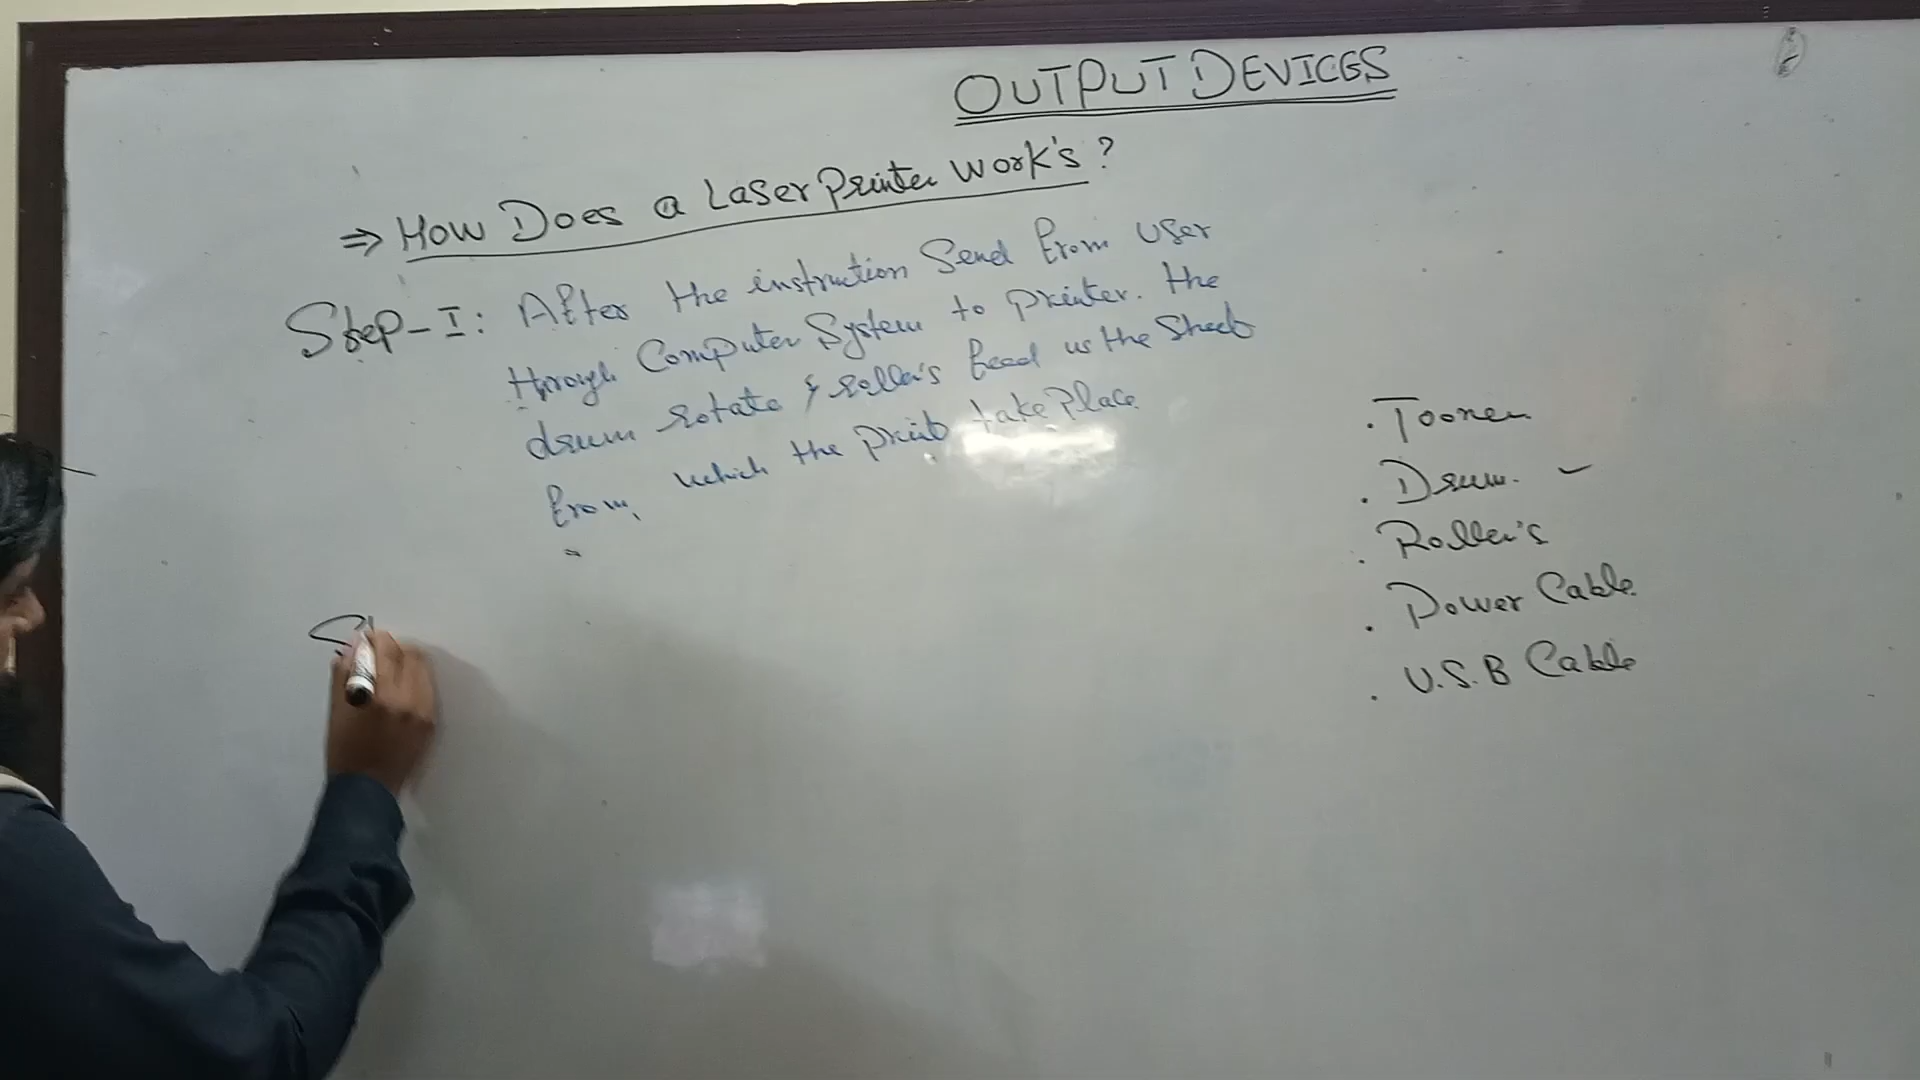 OUTPUT DEVICES
⇒ How Does a Laser Printer Work's?
Step-I: After the instruction Send from user
through Computer System to printer. the
drum rotate & roller's feed us the Sheet
from, which the print take place
St
. Tooner
. Drum.
. Roller's
. Power Cable
. U.S.B Cable